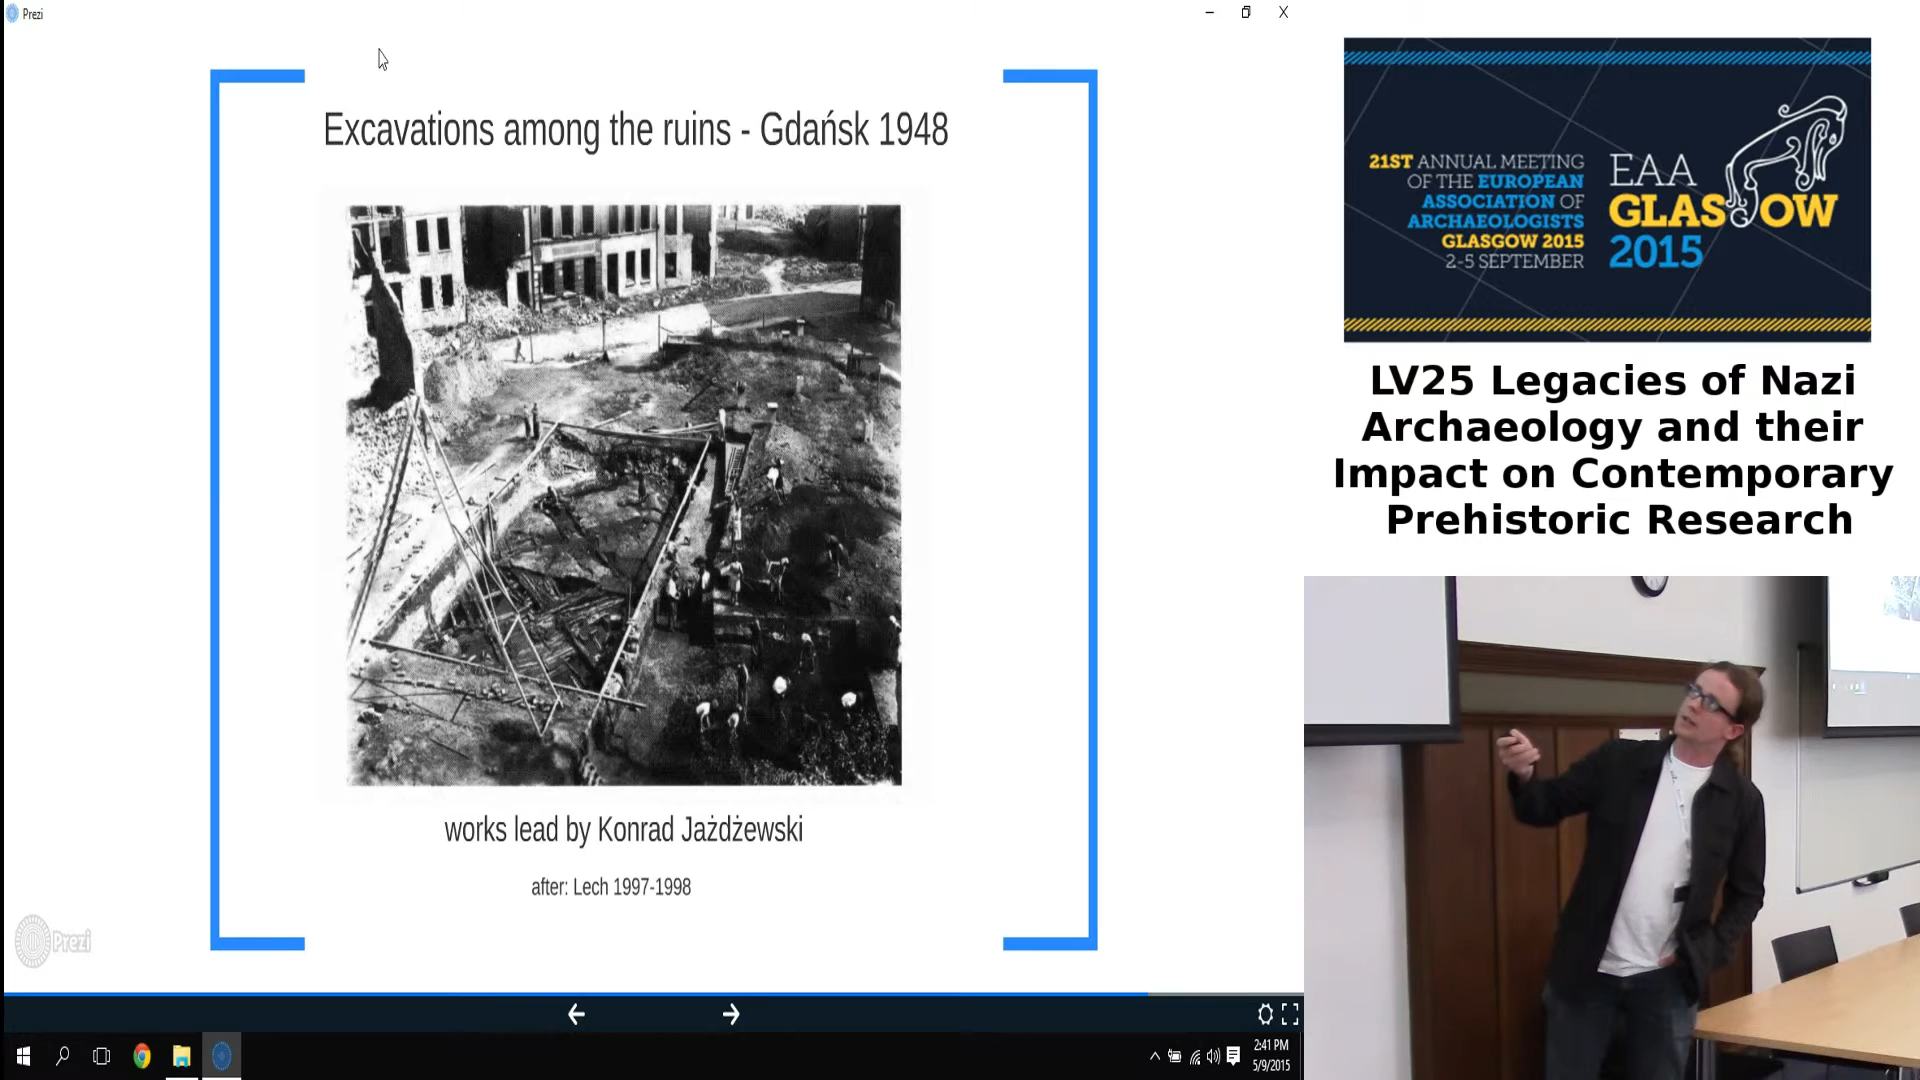 Prezi
Excavations among the ruins - Gdańsk 1948
works lead by Konrad Jażdżewski
after: Lech 1997-1998
Prezi
2:41 PM
5/9/2015
21ST ANNUAL MEETING
OF THE EUROPEAN
ASSOCIATION OF
ARCHAEOLOGISTS
GLASGOW 2015
2-5 SEPTEMBER
EAA
GLASGOW
2015
LV25 Legacies of Nazi
Archaeology and their
Impact on Contemporary
Prehistoric Research